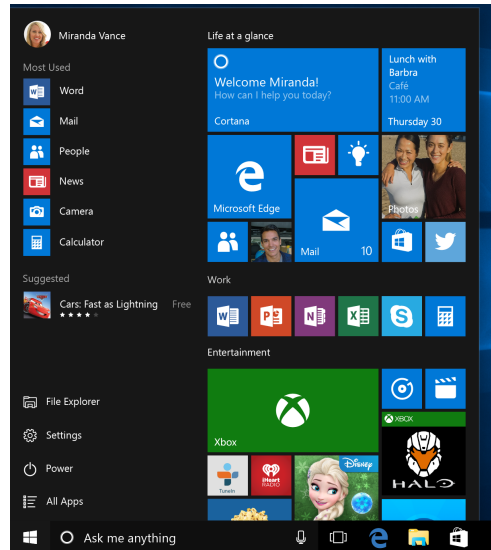 Miranda Vance
Most Used
Word
Mail
People
News
Camera
Calculator
Suggested
Cars: Fast as Lightning Free
File Explorer
Settings
Power
All Apps
Life at a glance
Welcome Miranda!
How can I help you today?
Cortana
Lunch with
Barbra
Café
11:00 AM
Thursday 30
Microsoft Edge
Mail 10
Photos
Work
Entertainment
Xbox
XBOX
HALO
TuneIn
iHeart
RADIO
Disney
Ask me anything